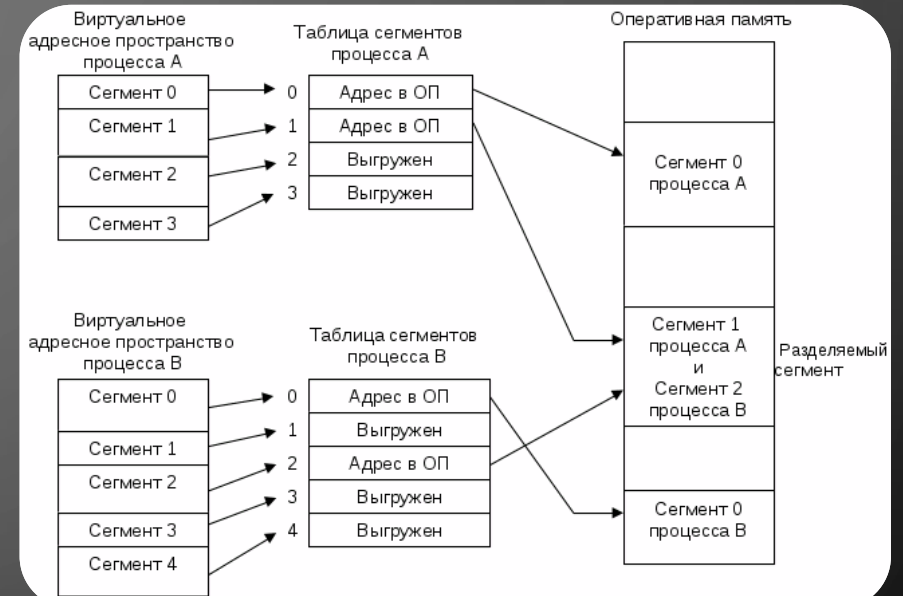 Виртуальное
адресное пространство
процесса А
Сегмент 0
Сегмент 1
Сегмент 2
Сегмент 3
Таблица сегментов
процесса А
0
Адрес в ОП
1
Адрес в ОП
2
Выгружен
3
Выгружен
Оперативная память
Сегмент 0
процесса А
Сегмент 1
процесса А
и
Сегмент 2
процесса В
Разделяемый
сегмент
Сегмент 0
процесса В
Виртуальное
адресное пространство
процесса В
Сегмент 0
Сегмент 1
Сегмент 2
Сегмент 3
Сегмент 4
Таблица сегментов
процесса В
0
Адрес в ОП
1
Выгружен
2
Адрес в ОП
3
Выгружен
4
Выгружен